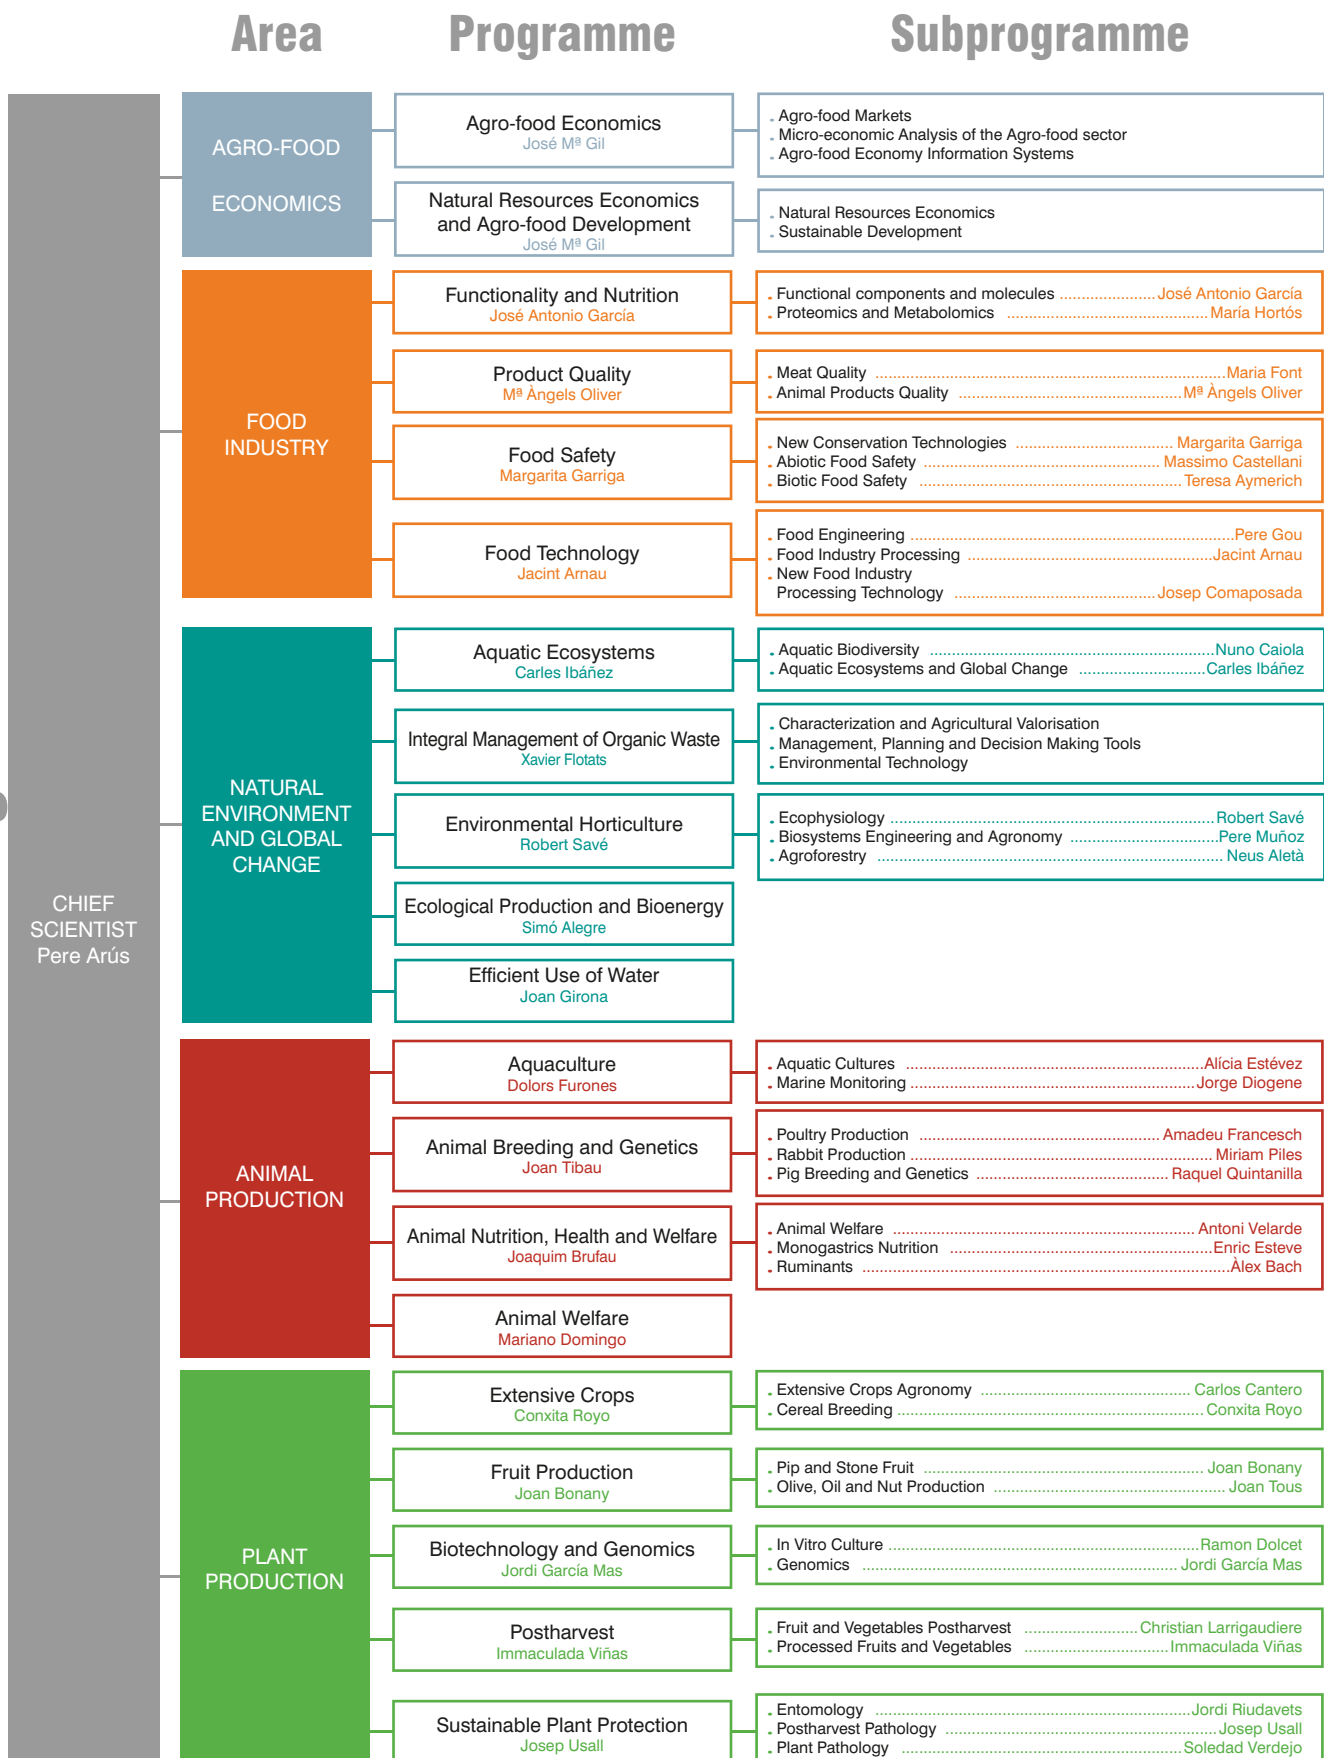 Area Programme Subprogramme
CHIEF
SCIENTIST
Pere Arús
AGRO-FOOD
ECONOMICS
Agro-food Economics
José Mª Gil
. Agro-food Markets
. Micro-economic Analysis of the Agro-food sector
. Agro-food Economy Information Systems
Natural Resources Economics
and Agro-food Development
José Mª Gil
. Natural Resources Economics
. Sustainable Development
FOOD
INDUSTRY
Functionality and Nutrition
José Antonio García
. Functional components and molecules ...................... José Antonio García
. Proteomics and Metabolomics .............................................. María Hortós
Product Quality
Mª Àngels Oliver
. Meat Quality ................................................................................. Maria Font
. Animal Products Quality ................................................... Mª Àngels Oliver
Food Safety
Margarita Garriga
. New Conservation Technologies .................................... Margarita Garriga
. Abiotic Food Safety ...................................................... Massimo Castellani
. Biotic Food Safety ............................................................ Teresa Aymerich
Food Technology
Jacint Arnau
. Food Engineering .......................................................................... Pere Gou
. Food Industry Processing ........................................................ Jacint Arnau
. New Food Industry
Processing Technology .............................................. Josep Comaposada
NATURAL
ENVIRONMENT
AND GLOBAL
CHANGE
Aquatic Ecosystems
Carles Ibáñez
. Aquatic Biodiversity ................................................................. Nuno Caiola
. Aquatic Ecosystems and Global Change ............................. Carles Ibáñez
Integral Management of Organic Waste
Xavier Flotats
. Characterization and Agricultural Valorisation
. Management, Planning and Decision Making Tools
. Environmental Technology
Environmental Horticulture
Robert Savé
. Ecophysiology .......................................................................... Robert Savé
. Biosystems Engineering and Agronomy .................................. Pere Muñoz
. Agroforestry ............................................................................... Neus Aletà
Ecological Production and Bioenergy
Simó Alegre
Efficient Use of Water
Joan Girona
ANIMAL
PRODUCTION
Aquaculture
Dolors Furones
. Aquatic Cultures .................................................................... Alícia Estévez
. Marine Monitoring ................................................................. Jorge Diogene
Animal Breeding and Genetics
Joan Tibau
. Poultry Production ....................................................... Amadeu Francesch
. Rabbit Production ..................................................................... Miriam Piles
. Pig Breeding and Genetics ............................................ Raquel Quintanilla
Animal Nutrition, Health and Welfare
Joaquim Brufau
. Animal Welfare ...................................................................... Antoni Velarde
. Monogastrics Nutrition ............................................................ Enric Esteve
. Ruminants .................................................................................... Àlex Bach
Animal Welfare
Mariano Domingo
PLANT
PRODUCTION
Extensive Crops
Conxita Royo
. Extensive Crops Agronomy ................................................ Carlos Cantero
. Cereal Breeding ...................................................................... Conxita Royo
Fruit Production
Joan Bonany
. Pip and Stone Fruit ................................................................ Joan Bonany
. Olive, Oil and Nut Production ..................................................... Joan Tous
Biotechnology and Genomics
Jordi García Mas
. In Vitro Culture ....................................................................... Ramon Dolcet
. Genomics ........................................................................ Jordi García Mas
Postharvest
Immaculada Viñas
. Fruit and Vegetables Postharvest .......................... Christian Larrigaudiere
. Processed Fruits and Vegetables ................................. Immaculada Viñas
Sustainable Plant Protection
Josep Usall
. Entomology ........................................................................ Jordi Riudavets
. Postharvest Pathology .............................................................. Josep Usall
. Plant Pathology ................................................................ Soledad Verdejo